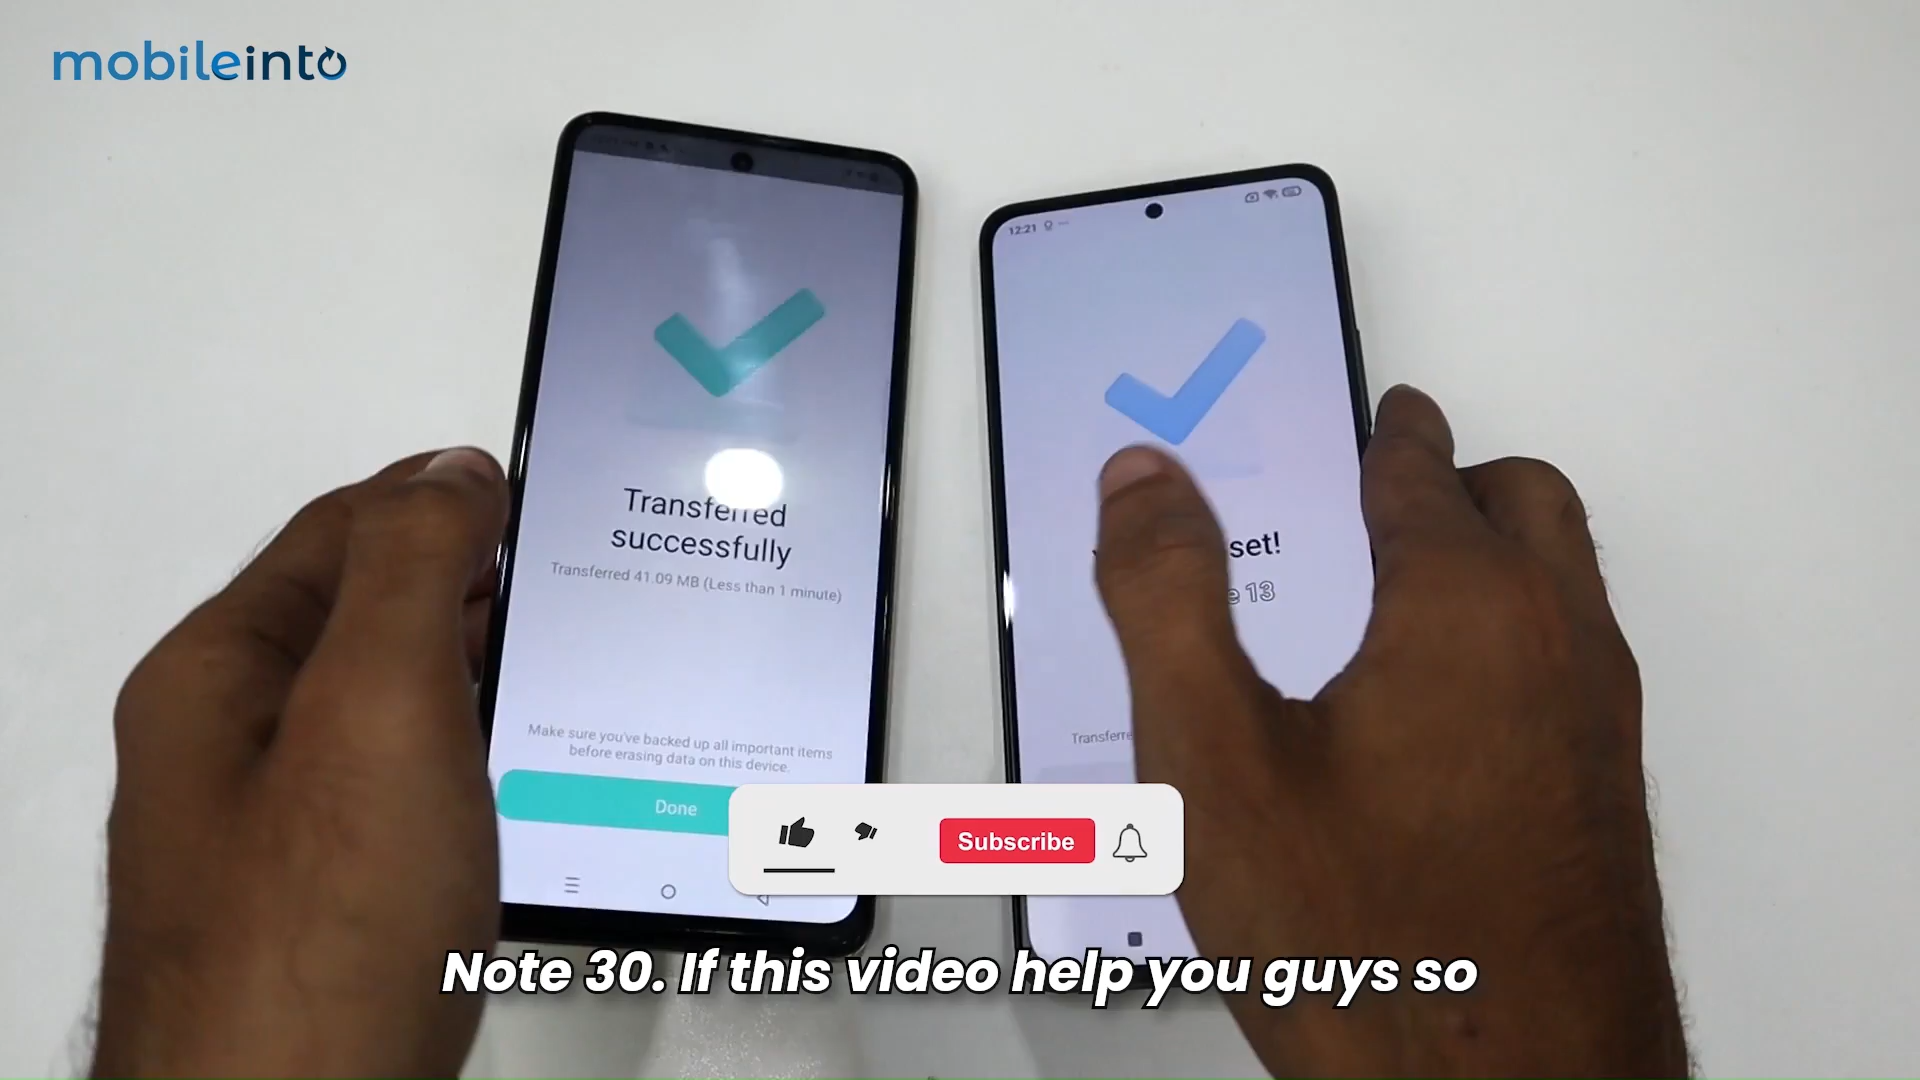 mobileinto
12:21
Transferred
successfully
Transferred 41.09 MB (Less than 1 minute)
set!
e 13
Make sure you've backed up all important items
before erasing data on this device.
Transferre
Done
Subscribe
Note 30. If this video help you guys so